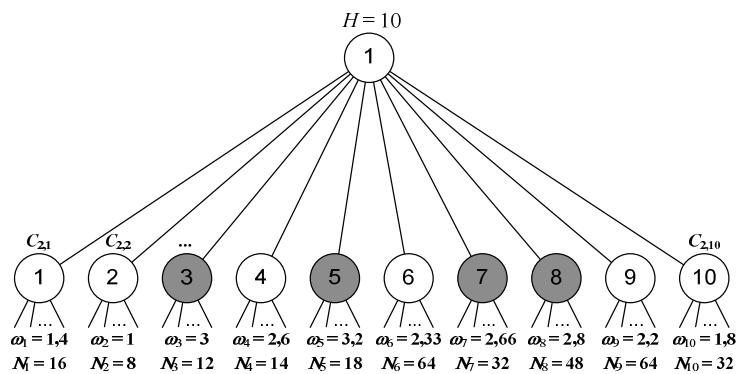 H = 10
1
C2,1 C2,2 ... C2,10
1 2 3 4 5 6 7 8 9 10
... ... ... ... ... ... ... ... ... ...
ω1 = 1,4 ω2 = 1 ω3 = 3 ω4 = 2,6 ω5 = 3,2 ω6 = 2,33 ω7 = 2,66 ω8 = 2,8 ω9 = 2,2 ω10 = 1,8
N1 = 16 N2 = 8 N3 = 12 N4 = 14 N5 = 18 N6 = 64 N7 = 32 N8 = 48 N9 = 64 N10 = 32